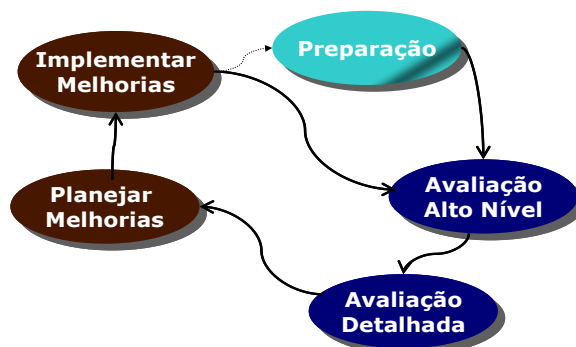 Preparação
Implementar
Melhorias
Avaliação
Alto Nível
Planejar
Melhorias
Avaliação
Detalhada